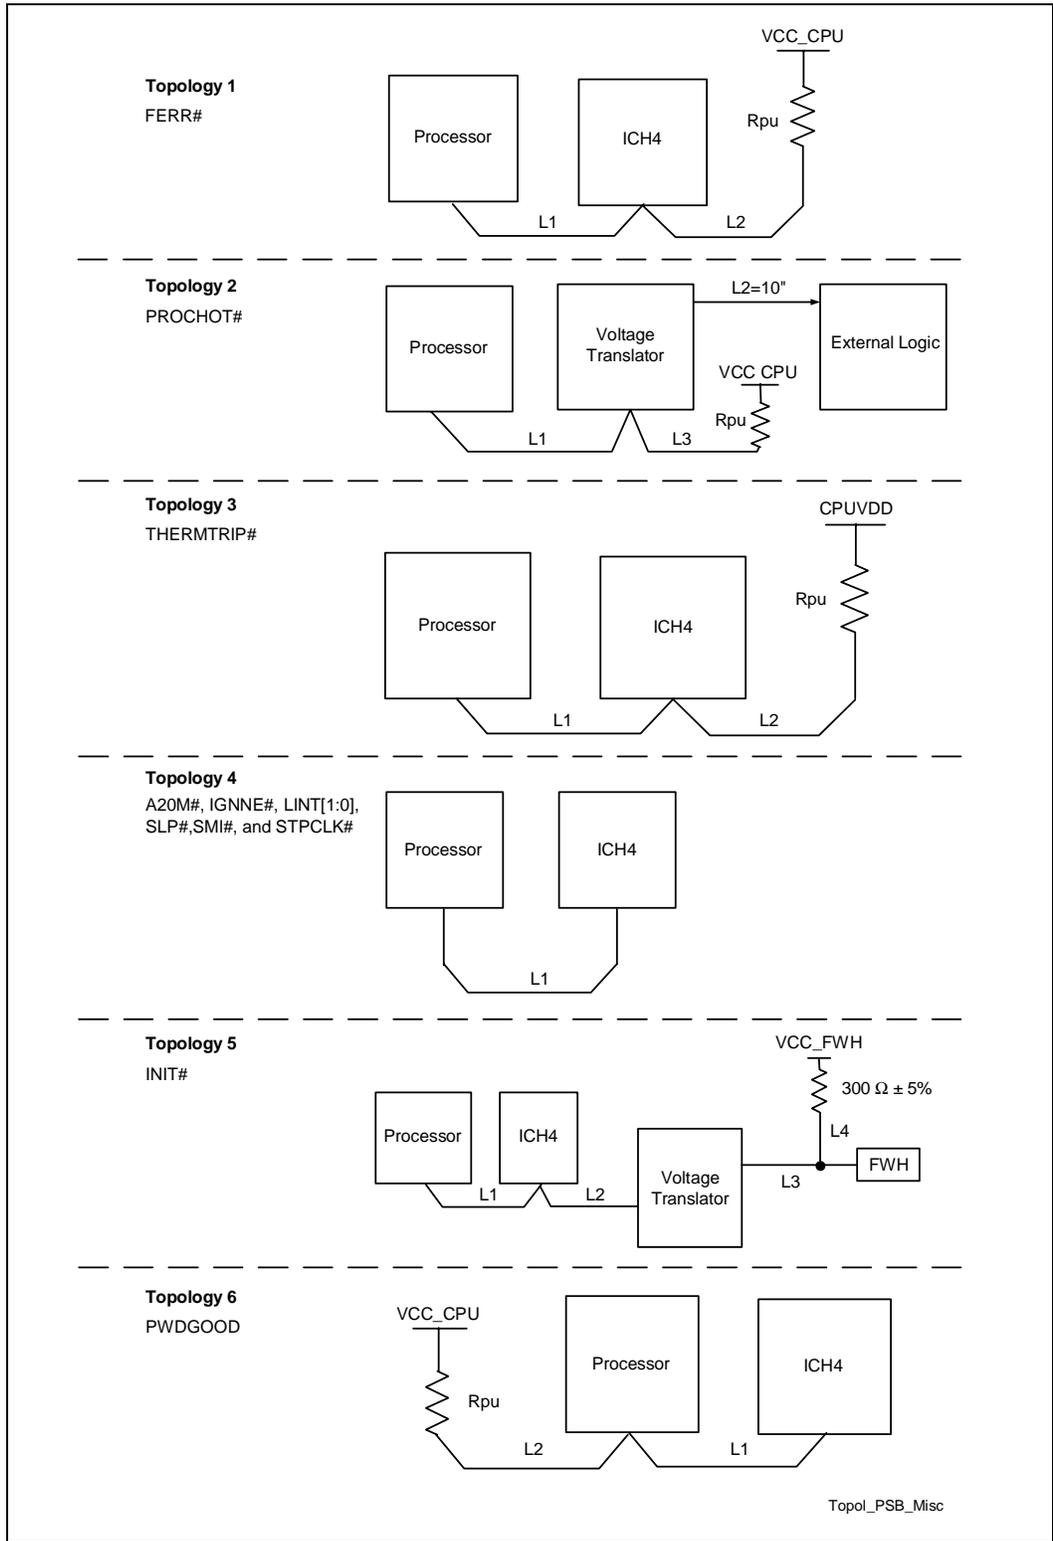 VCC_CPU
Topology 1
FERR#
Processor
ICH4
Rpu
L1
L2
Topology 2
PROCHOT#
Processor
Voltage
Translator
L2=10"
External Logic
VCC CPU
Rpu
L1
L3
Topology 3
THERMTRIP#
CPUVDD
Processor
ICH4
Rpu
L1
L2
Topology 4
A20M#, IGNNE#, LINT[1:0],
SLP#,SMI#, and STPCLK#
Processor
ICH4
L1
Topology 5
INIT#
VCC_FWH
300 Ω ± 5%
Processor
ICH4
L4
Voltage
Translator
FWH
L1
L2
L3
Topology 6
PWDGOOD
VCC_CPU
Processor
ICH4
Rpu
L2
L1
Topol_PSB_Misc